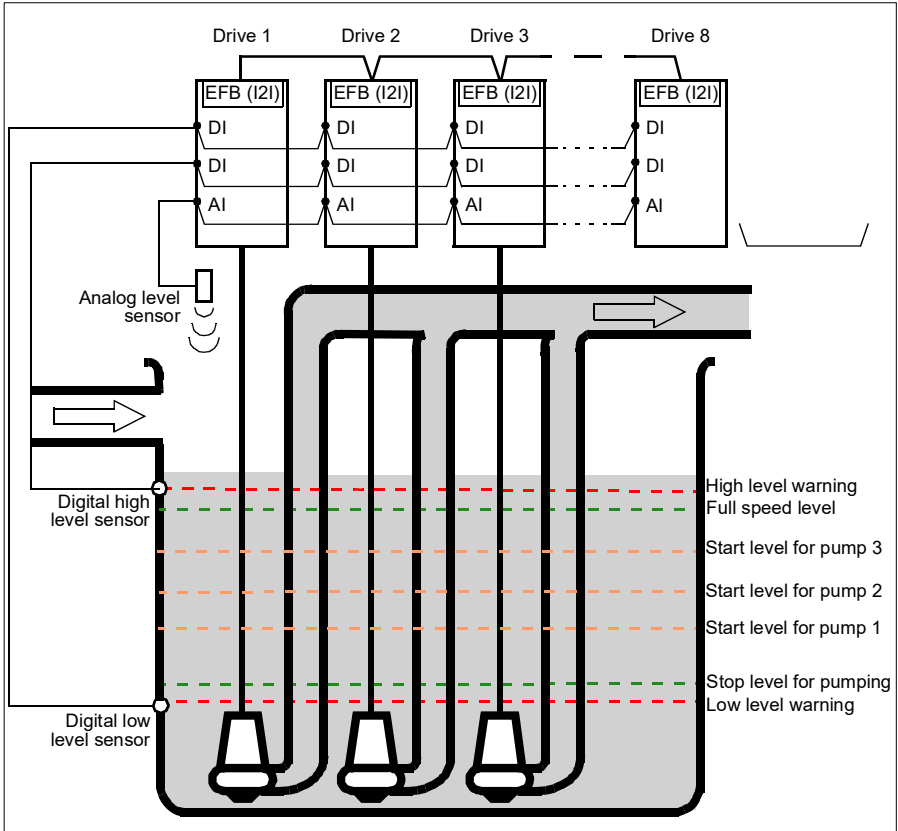 Drive 1 Drive 2 Drive 3 Drive 8
EFB (I2I) EFB (I2I) EFB (I2I) EFB (I2I)
DI DI DI DI
DI DI DI DI
AI AI AI AI
Analog level
sensor
Digital high
level sensor
High level warning
Full speed level
Start level for pump 3
Start level for pump 2
Start level for pump 1
Stop level for pumping
Low level warning
Digital low
level sensor